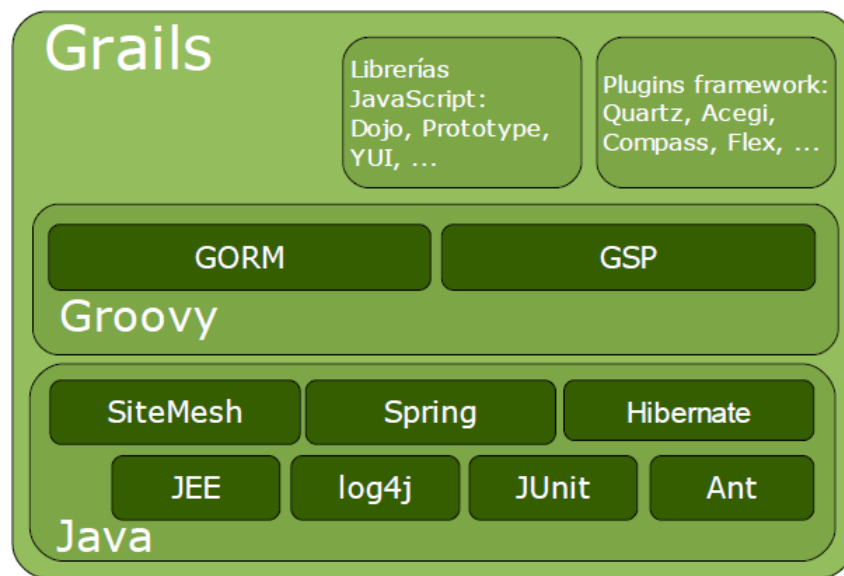 Grails
Librerías
JavaScript:
Dojo, Prototype,
YUI, ...
Plugins framework:
Quartz, Acegi,
Compass, Flex, ...
GORM
GSP
Groovy
SiteMesh
Spring
Hibernate
JEE
log4j
JUnit
Ant
Java